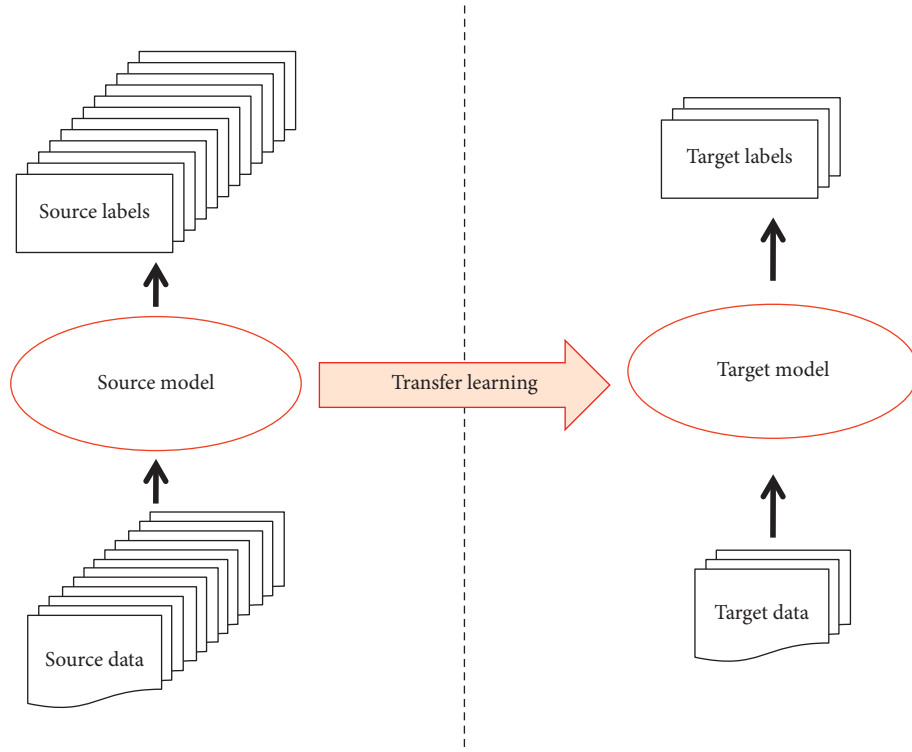 Source labels
Target labels
Source model
Transfer learning
Target model
Source data
Target data